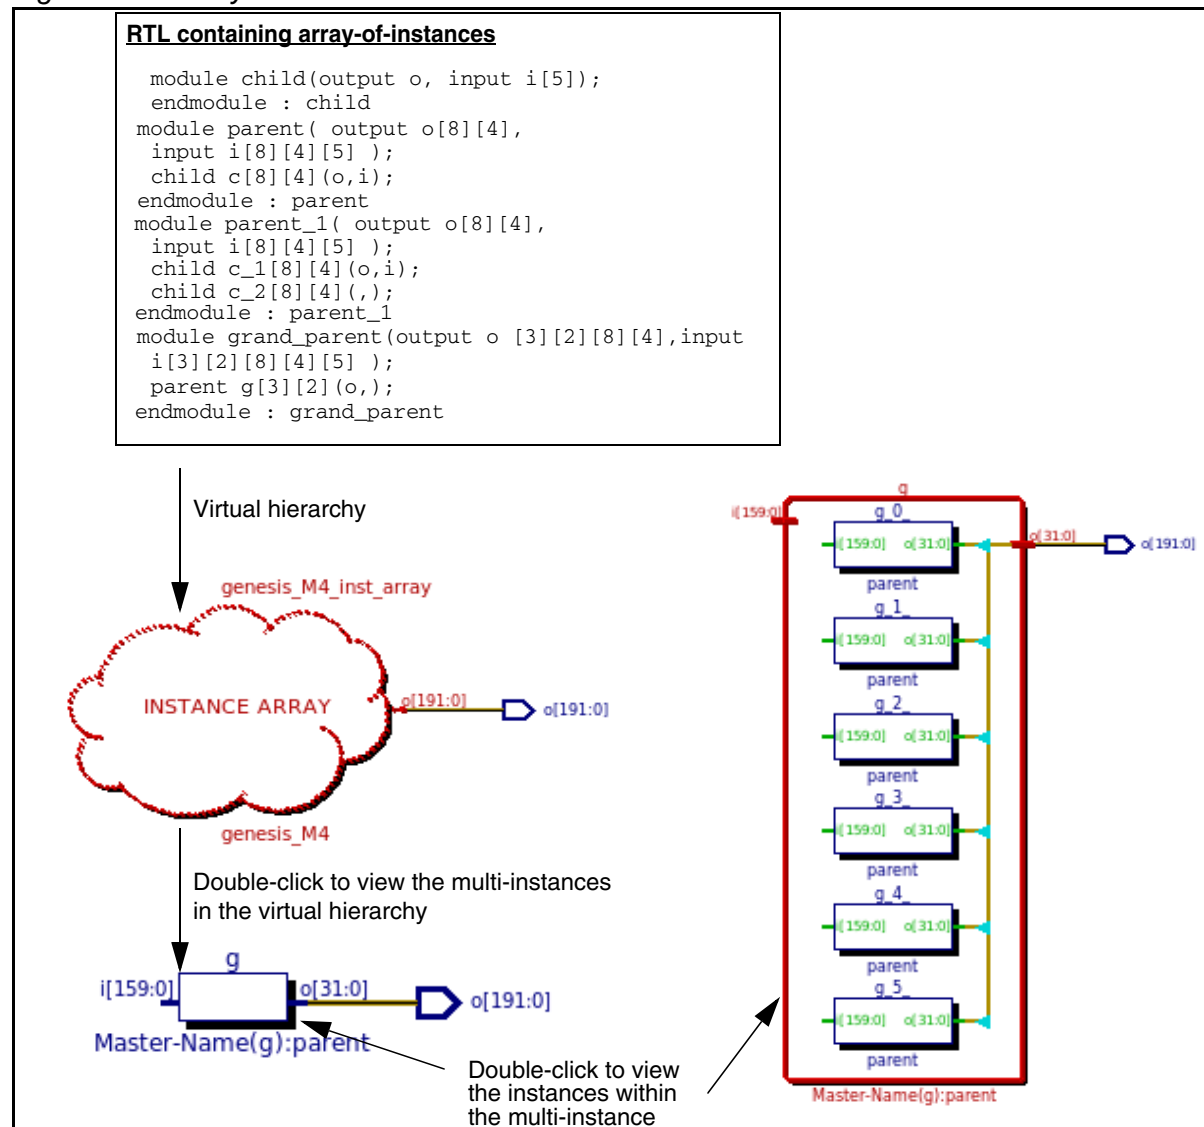 RTL containing array-of-instances
module child(output o, input i[5]);
endmodule : child
module parent( output o[8][4],
input i[8][4][5] );
child c[8][4](o,i);
endmodule : parent
module parent_1( output o[8][4],
input i[8][4][5] );
child c_1[8][4](o,i);
child c_2[8][4](,);
endmodule : parent_1
module grand_parent(output o [3][2][8][4],input
i[3][2][8][4][5] );
parent g[3][2](o,);
endmodule : grand_parent
Virtual hierarchy
genesis_M4_inst_array
INSTANCE ARRAY
o[191:0]
o[191:0]
genesis_M4
Double-click to view the multi-instances
in the virtual hierarchy
g
i[159:0]
o[31:0]
o[191:0]
Master-Name(g):parent
Double-click to view
the instances within
the multi-instance
g
i[159:0]
g_0_
i[159:0] o[31:0]
o[31:0]
o[191:0]
parent
g_1_
i[159:0] o[31:0]
parent
g_2_
i[159:0] o[31:0]
parent
g_3_
i[159:0] o[31:0]
parent
g_4_
i[159:0] o[31:0]
parent
g_5_
i[159:0] o[31:0]
parent
Master-Name(g):parent